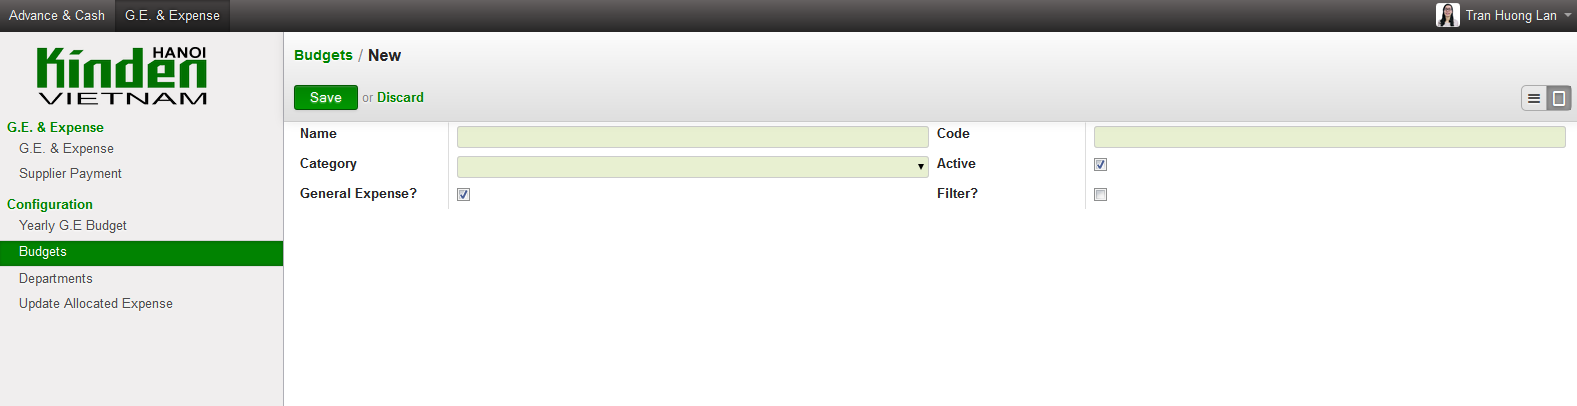 Advance & Cash G.E. & Expense Tran Huong Lan
HANOI
Kinden
VIETNAM
G.E. & Expense
G.E. & Expense
Supplier Payment
Configuration
Yearly G.E Budget
Budgets
Departments
Update Allocated Expense
Budgets / New
Save or Discard
Name Code
Category Active
General Expense? Filter?